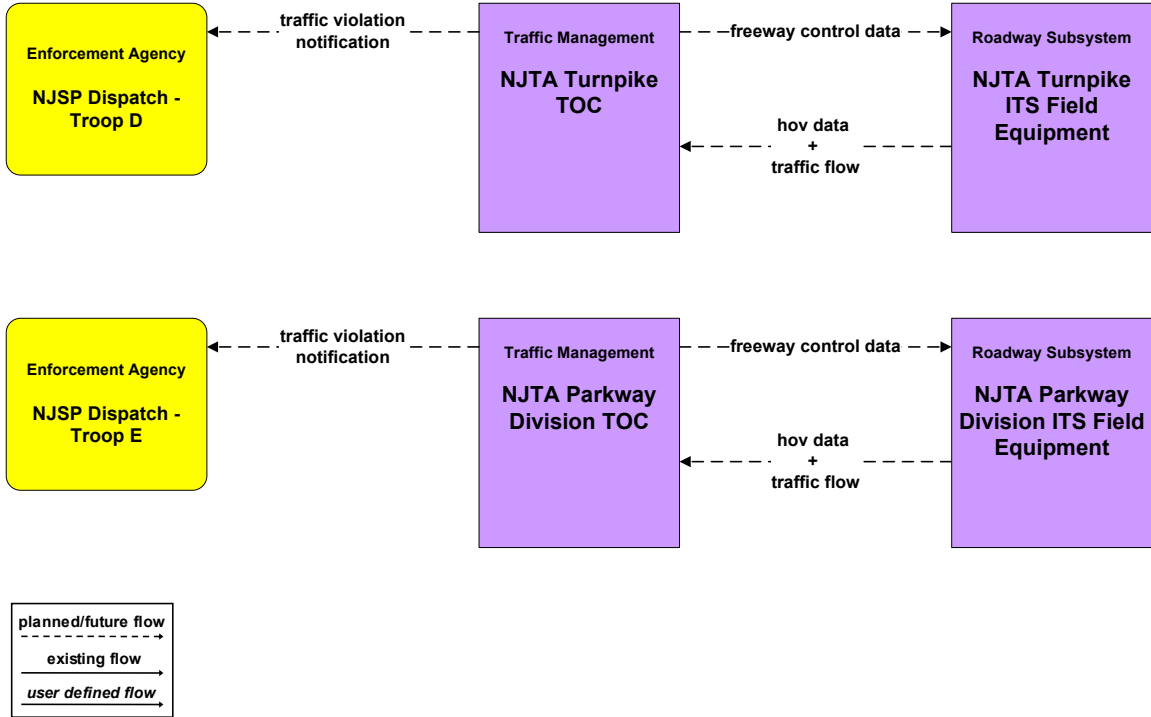 traffic violation
notification
freeway control data
Enforcement Agency
NJSP Dispatch -
Troop D
Traffic Management
NJTA Turnpike
TOC
Roadway Subsystem
NJTA Turnpike
ITS Field
Equipment
hov data
+
traffic flow
traffic violation
notification
freeway control data
Enforcement Agency
NJSP Dispatch -
Troop E
Traffic Management
NJTA Parkway
Division TOC
Roadway Subsystem
NJTA Parkway
Division ITS Field
Equipment
hov data
+
traffic flow
planned/future flow
existing flow
user defined flow